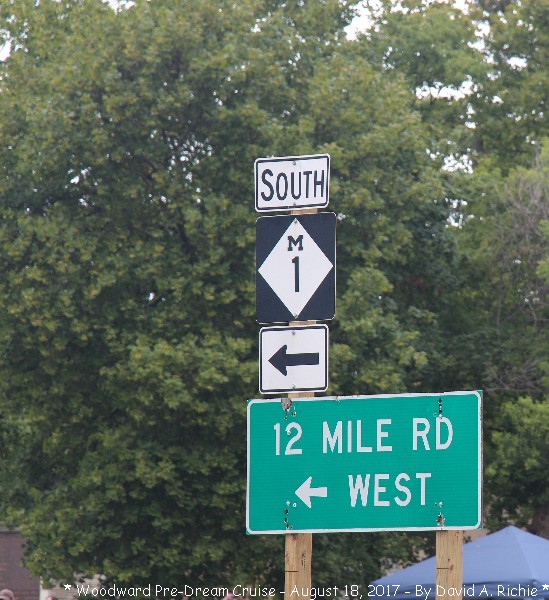 SOUTH
M
1
12 MILE RD
WEST
* Woodward Pre-Dream Cruise - August 18, 2017 - By David A. Richie *